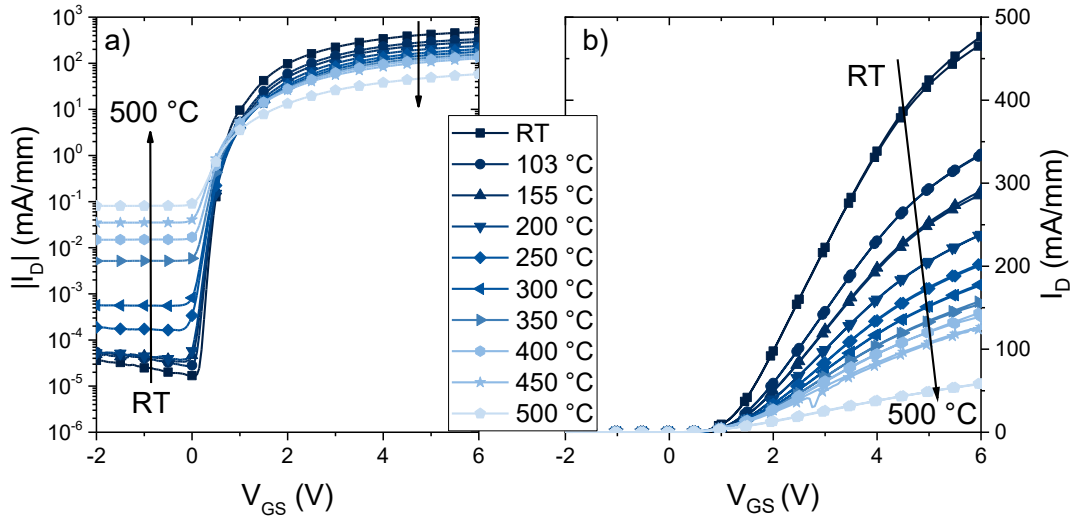 a)
10³
10²
10¹
10⁰
10⁻¹
10⁻²
10⁻³
10⁻⁴
10⁻⁵
10⁻⁶
|I_D| (mA/mm)
500 °C
RT
-2
0
2
4
6
V_GS (V)
RT
103 °C
155 °C
200 °C
250 °C
300 °C
350 °C
400 °C
450 °C
500 °C
b)
RT
500 °C
500
400
300
200
100
0
I_D (mA/mm)
0
2
4
6
V_GS (V)